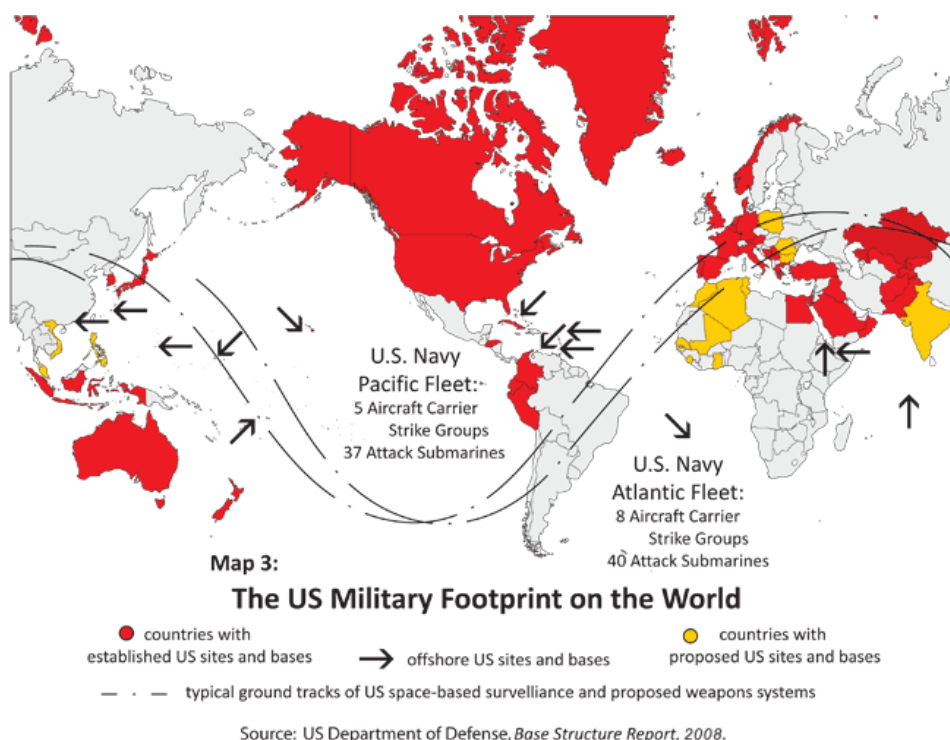 U.S. Navy
Pacific Fleet:
5 Aircraft Carrier
Strike Groups
37 Attack Submarines
U.S. Navy
Atlantic Fleet:
8 Aircraft Carrier
Strike Groups
40 Attack Submarines
Map 3:
The US Military Footprint on the World
countries with
established US sites and bases
offshore US sites and bases
countries with
proposed US sites and bases
typical ground tracks of US space-based survelliance and proposed weapons systems
Source: US Department of Defense, Base Structure Report, 2008.